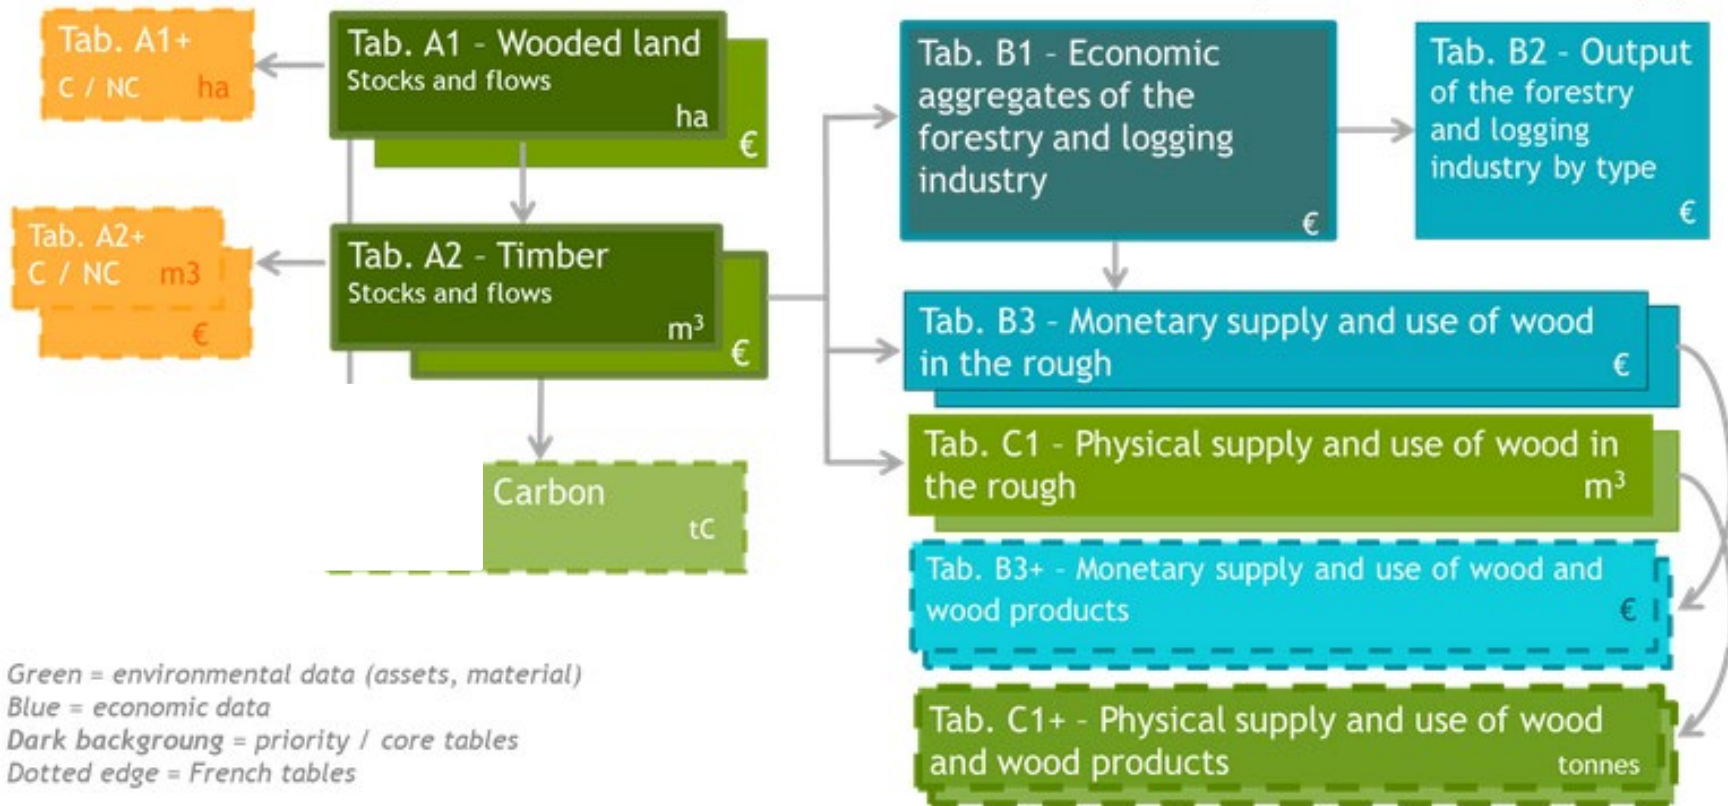 Tab. A1+
C / NC ha
Tab. A1 - Wooded land
Stocks and flows
ha
€
Tab. A2+
C / NC m3
€
Tab. A2 - Timber
Stocks and flows
m³
€
Carbon
tC
Tab. B1 - Economic
aggregates of the
forestry and logging
industry
€
Tab. B2 - Output
of the forestry
and logging
industry by type
€
Tab. B3 - Monetary supply and use of wood
in the rough €
Tab. C1 - Physical supply and use of wood in
the rough m³
Tab. B3+ - Monetary supply and use of wood and
wood products €
Tab. C1+ - Physical supply and use of wood
and wood products tonnes
Green = environmental data (assets, material)
Blue = economic data
Dark backgroung = priority / core tables
Dotted edge = French tables